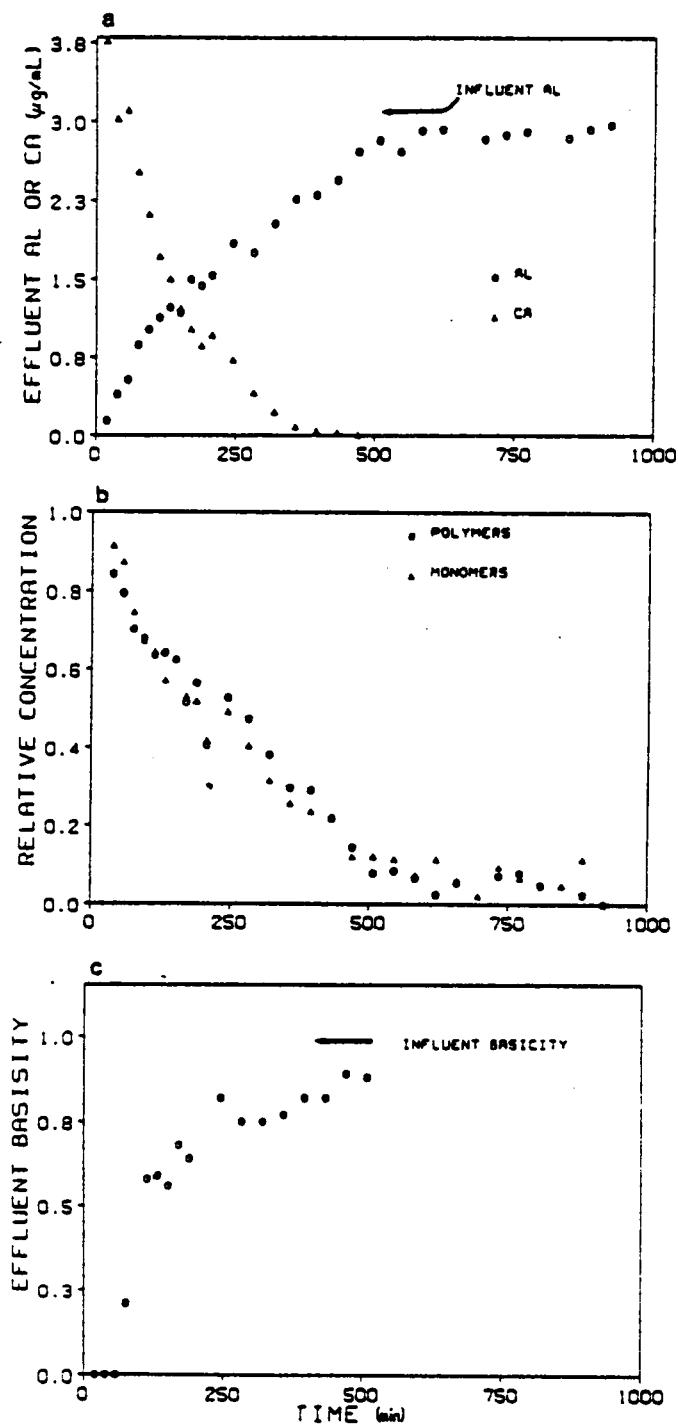 a
EFFLUENT AL OR CA (µg/mL)
3.8
3.0
2.3
1.5
0.8
0.0
INFLUENT AL
AL
CA
0 250 500 750 1000
b
RELATIVE CONCENTRATION
1.0
0.8
0.6
0.4
0.2
0.0
POLYMERS
MONOMERS
0 250 500 750 1000
c
EFFLUENT BASISITY
1.0
0.8
0.5
0.3
0.0
INFLUENT BASICITY
0 250 500 750 1000
TIME (min)